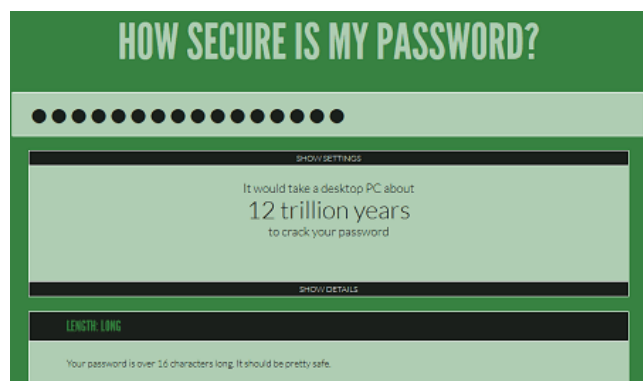 HOW SECURE IS MY PASSWORD?
SHOW SETTINGS
It would take a desktop PC about
12 trillion years
to crack your password
SHOW DETAILS
LENGTH: LONG
Your password is over 16 characters long. It should be pretty safe.